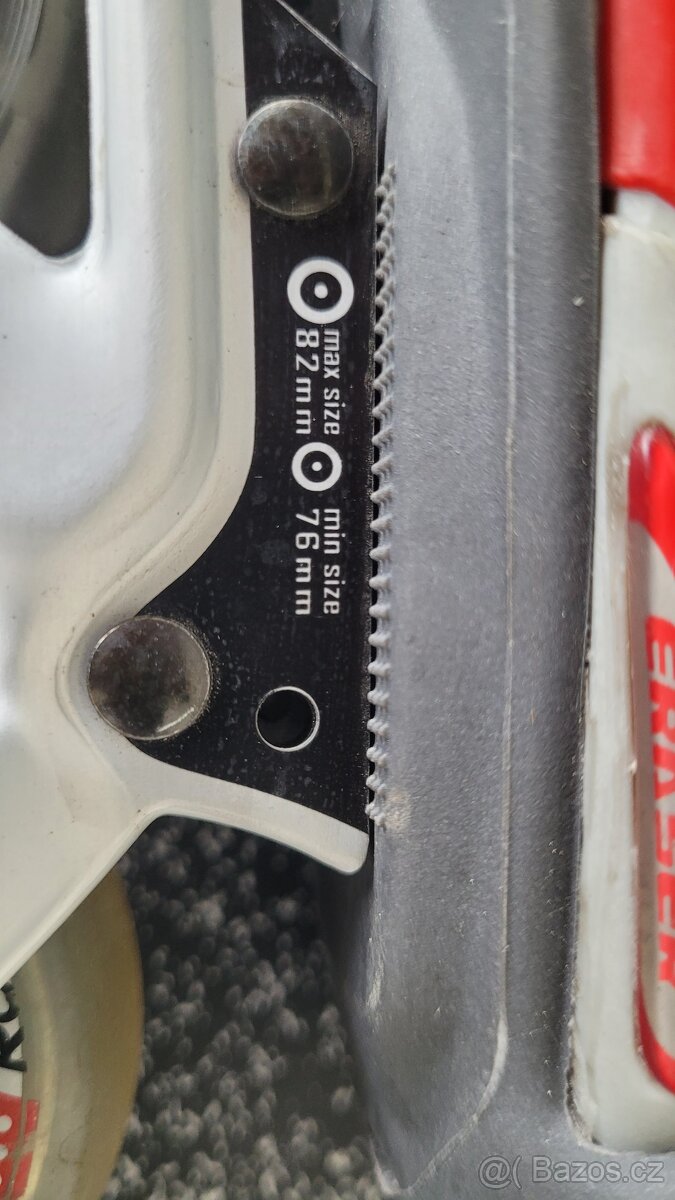 max size
82mm
min size
76mm
@( Bazos.cz